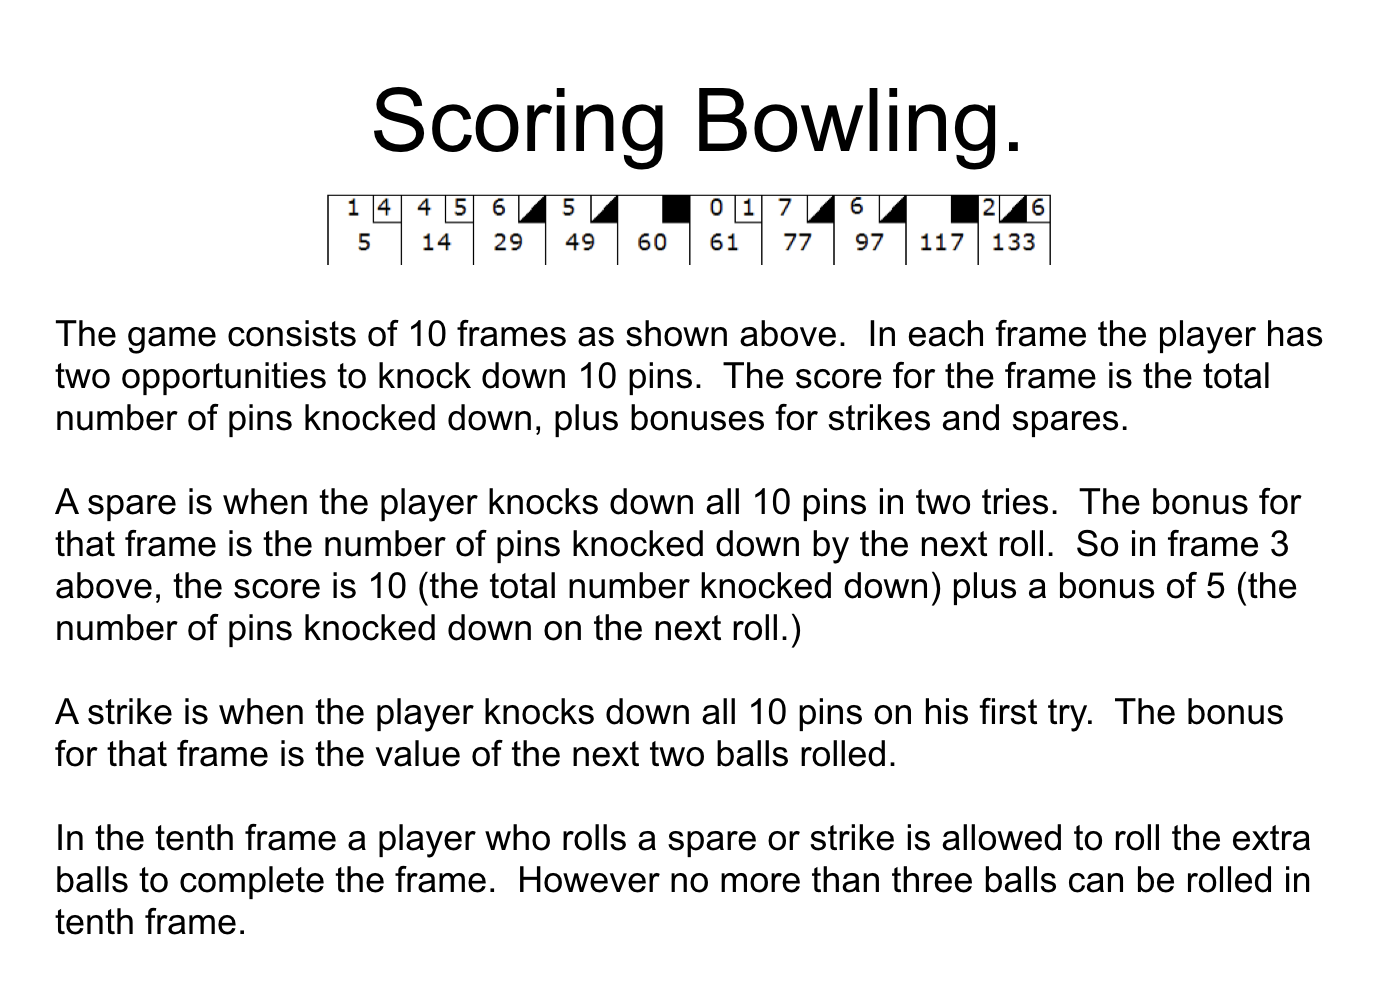 Scoring Bowling.
1 4 4 5 6 5 0 1 7 6 2 6
5 14 29 49 60 61 77 97 117 133
The game consists of 10 frames as shown above.  In each frame the player has
two opportunities to knock down 10 pins.  The score for the frame is the total
number of pins knocked down, plus bonuses for strikes and spares.
A spare is when the player knocks down all 10 pins in two tries.  The bonus for
that frame is the number of pins knocked down by the next roll.  So in frame 3
above, the score is 10 (the total number knocked down) plus a bonus of 5 (the
number of pins knocked down on the next roll.)
A strike is when the player knocks down all 10 pins on his first try.  The bonus
for that frame is the value of the next two balls rolled.
In the tenth frame a player who rolls a spare or strike is allowed to roll the extra
balls to complete the frame.  However no more than three balls can be rolled in
tenth frame.